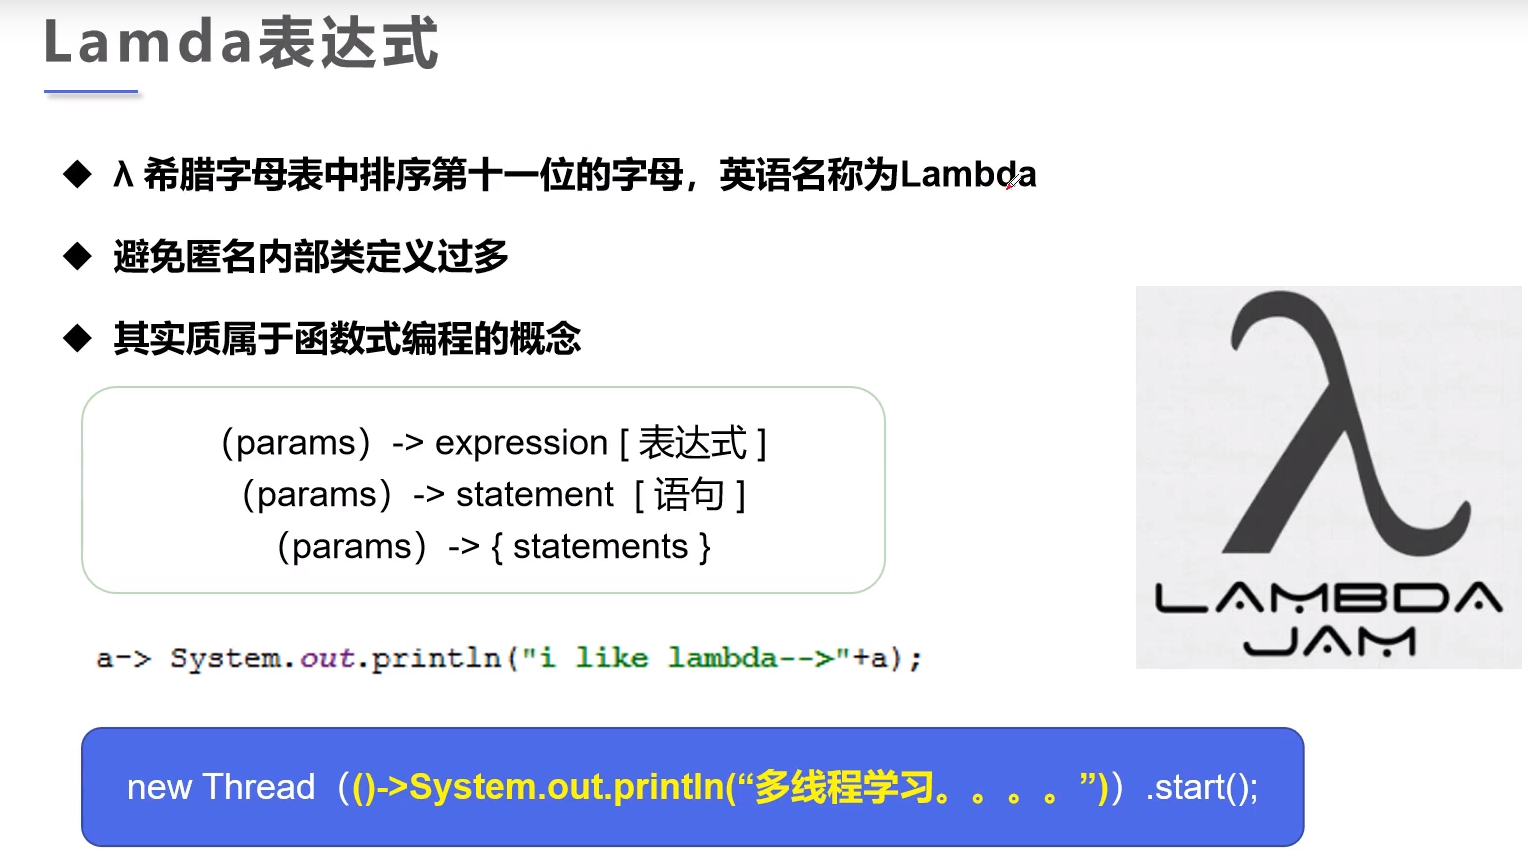 Lamda表达式
◆ λ 希腊字母表中排序第十一位的字母，英语名称为Lambda
◆ 避免匿名内部类定义过多
◆ 其实质属于函数式编程的概念
（params）-> expression [ 表达式 ]
（params）-> statement [ 语句 ]
（params）-> { statements }
a-> System.out.println("i like lambda-->"+a);
λ
LAMBDA
JAM
new Thread（()->System.out.println(“多线程学习。。。。”)）.start();